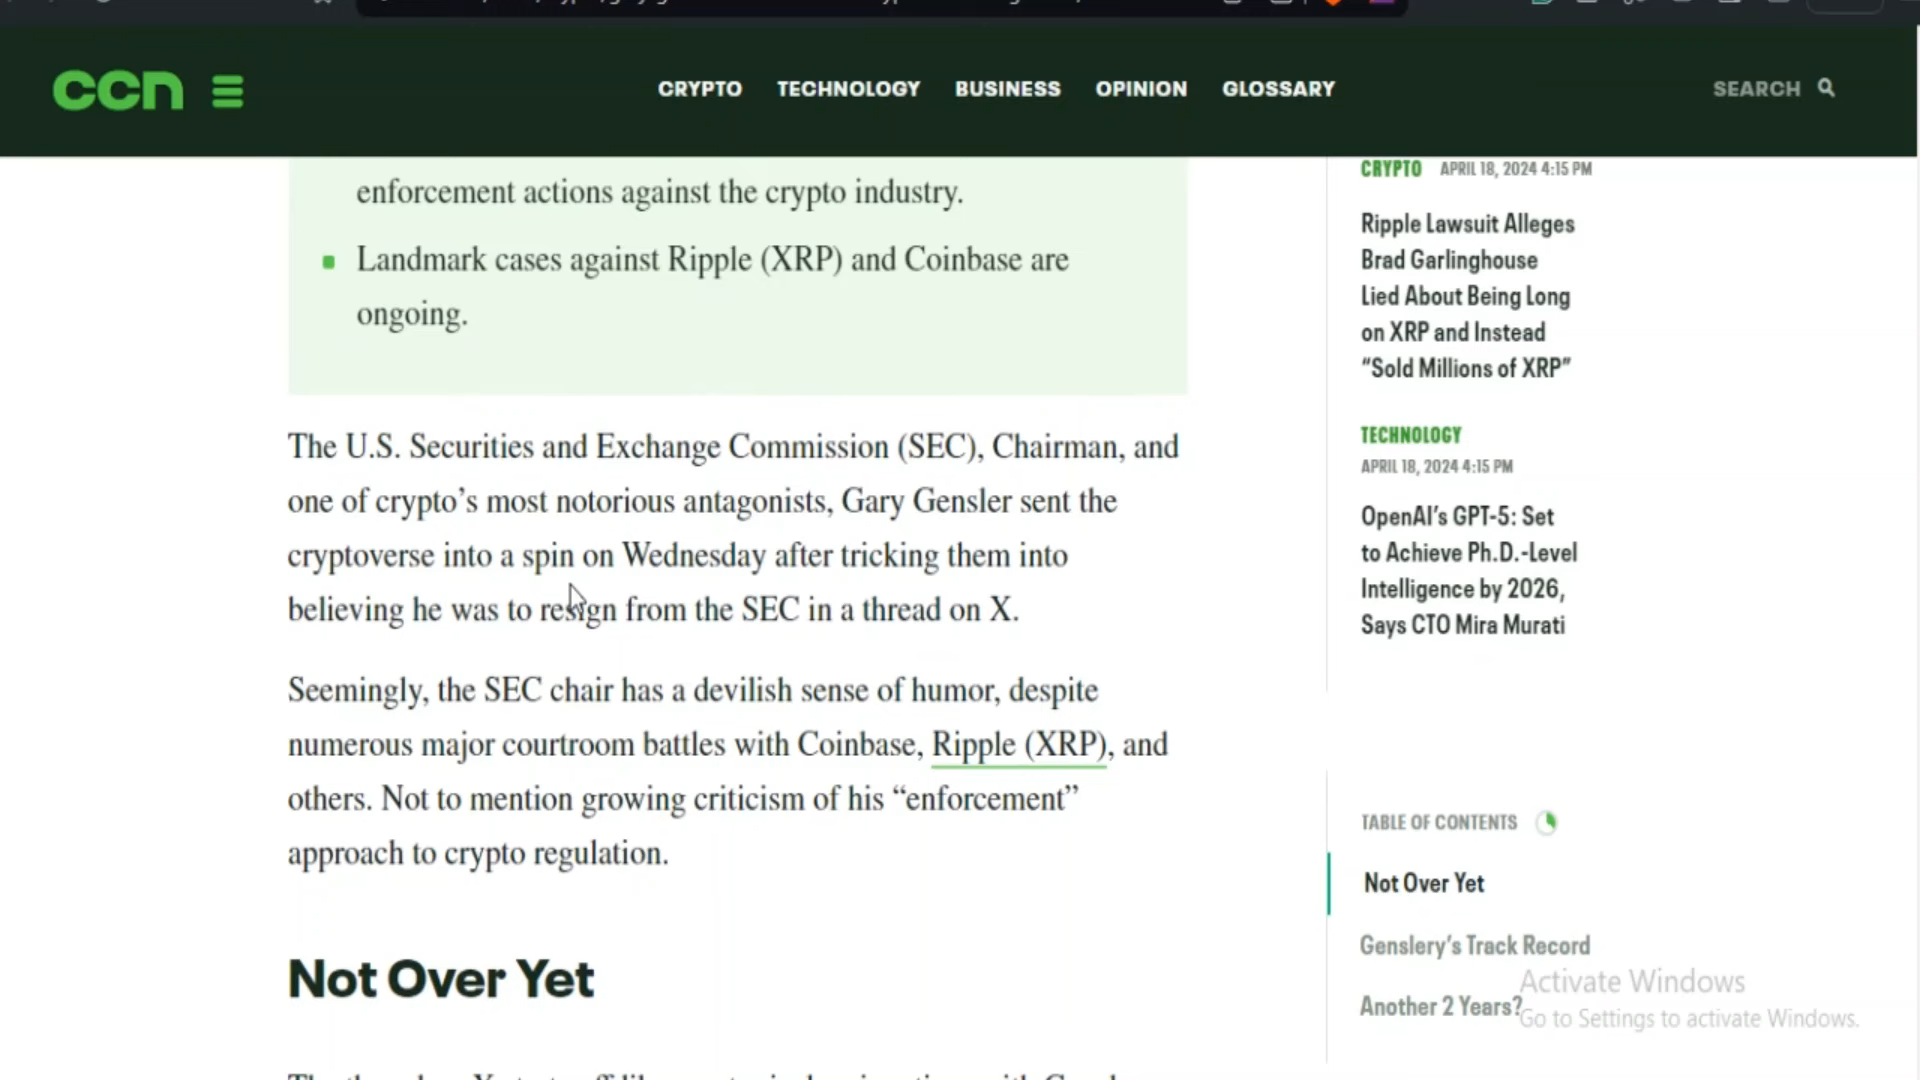 ccn
CRYPTO TECHNOLOGY BUSINESS OPINION GLOSSARY
SEARCH
enforcement actions against the crypto industry.
Landmark cases against Ripple (XRP) and Coinbase are
ongoing.
The U.S. Securities and Exchange Commission (SEC), Chairman, and
one of crypto’s most notorious antagonists, Gary Gensler sent the
cryptoverse into a spin on Wednesday after tricking them into
believing he was to resign from the SEC in a thread on X.
Seemingly, the SEC chair has a devilish sense of humor, despite
numerous major courtroom battles with Coinbase, Ripple (XRP), and
others. Not to mention growing criticism of his “enforcement”
approach to crypto regulation.
Not Over Yet
CRYPTO APRIL 18, 2024 4:15 PM
Ripple Lawsuit Alleges
Brad Garlinghouse
Lied About Being Long
on XRP and Instead
“Sold Millions of XRP”
TECHNOLOGY
APRIL 18, 2024 4:15 PM
OpenAI’s GPT-5: Set
to Achieve Ph.D.-Level
Intelligence by 2026,
Says CTO Mira Murati
TABLE OF CONTENTS
Not Over Yet
Genslery’s Track Record
Another 2 Years?
Activate Windows
Go to Settings to activate Windows.